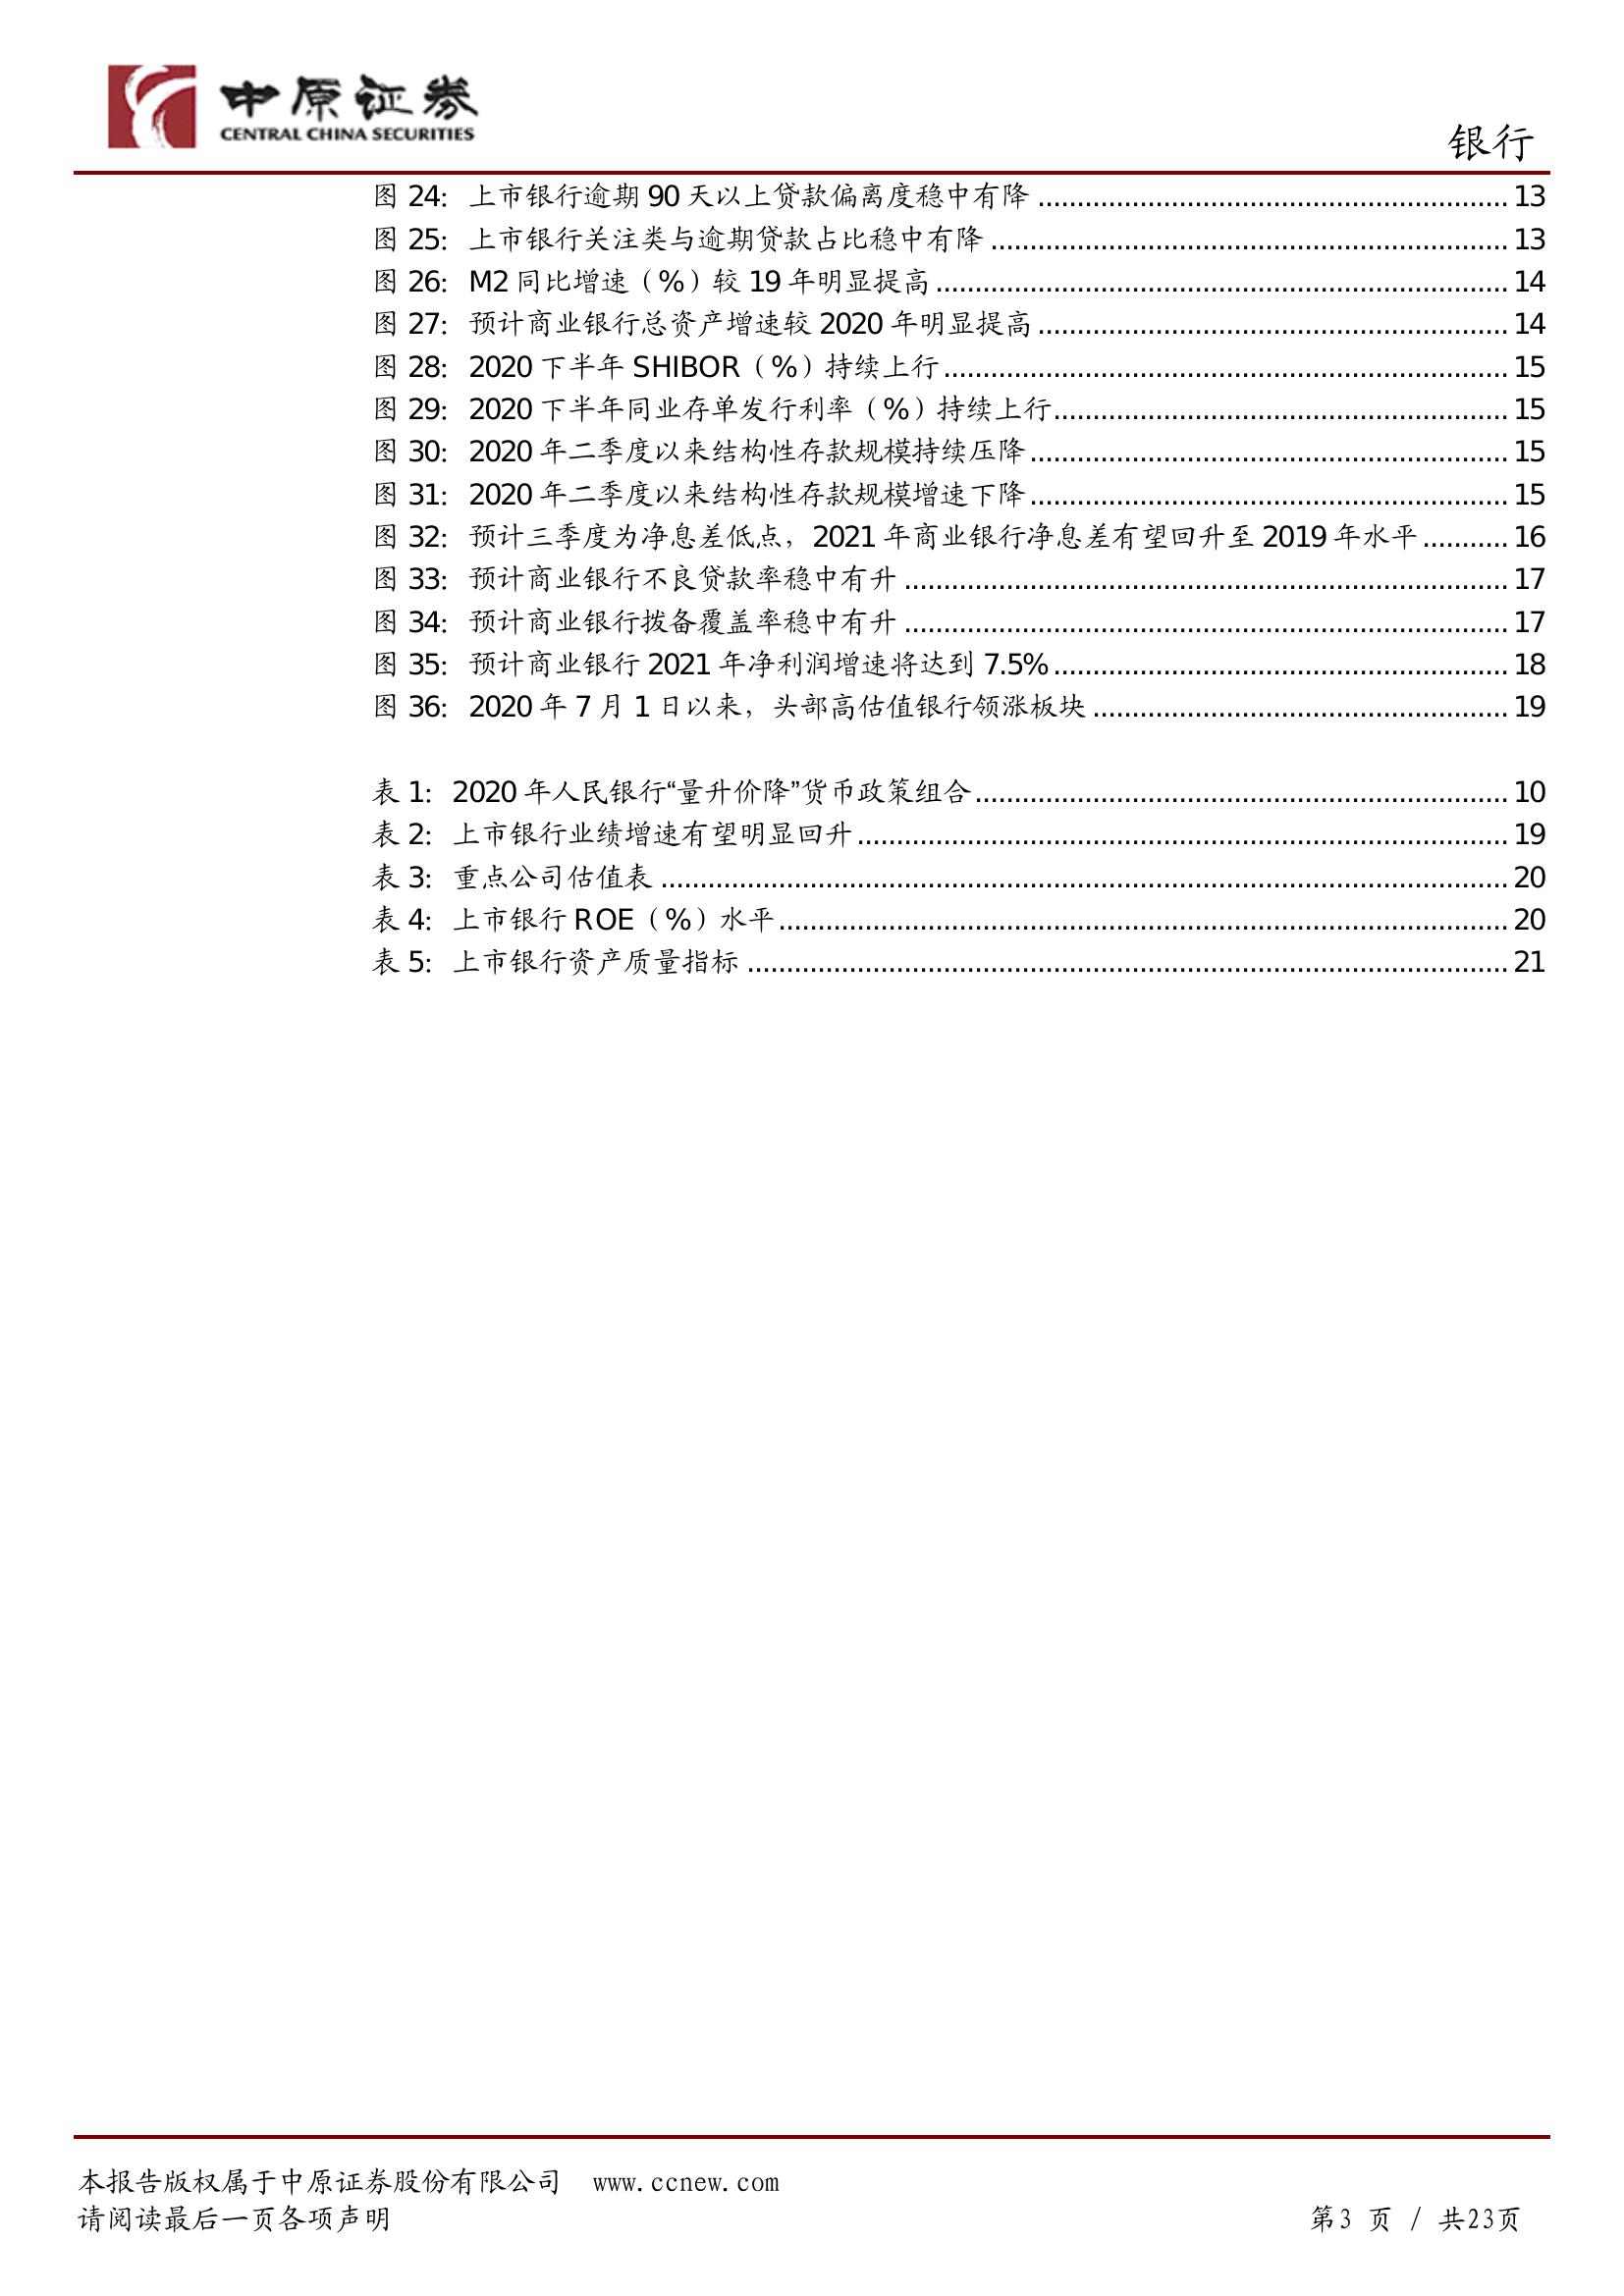 中原证券
CENTRAL CHINA SECURITIES
银行
图 24: 上市银行逾期 90 天以上贷款偏离度稳中有降 ............ 13
图 25: 上市银行关注类与逾期贷款占比稳中有降 ............ 13
图 26: M2 同比增速（%）较 19 年明显提高 ............ 14
图 27: 预计商业银行总资产增速较 2020 年明显提高 ............ 14
图 28: 2020 下半年 SHIBOR（%）持续上行 ............ 15
图 29: 2020 下半年同业存单发行利率（%）持续上行 ............ 15
图 30: 2020 年二季度以来结构性存款规模持续压降 ............ 15
图 31: 2020 年二季度以来结构性存款规模增速下降 ............ 15
图 32: 预计三季度为净息差低点，2021 年商业银行净息差有望回升至 2019 年水平 ............ 16
图 33: 预计商业银行不良贷款率稳中有升 ............ 17
图 34: 预计商业银行拨备覆盖率稳中有升 ............ 17
图 35: 预计商业银行 2021 年净利润增速将达到 7.5% ............ 18
图 36: 2020 年 7 月 1 日以来，头部高估值银行领涨板块 ............ 19
表 1: 2020 年人民银行“量升价降”货币政策组合 ............ 10
表 2: 上市银行业绩增速有望明显回升 ............ 19
表 3: 重点公司估值表 ............ 20
表 4: 上市银行 ROE（%）水平 ............ 20
表 5: 上市银行资产质量指标 ............ 21
本报告版权属于中原证券股份有限公司 www.ccnew.com
请阅读最后一页各项声明
第3 页 / 共23页